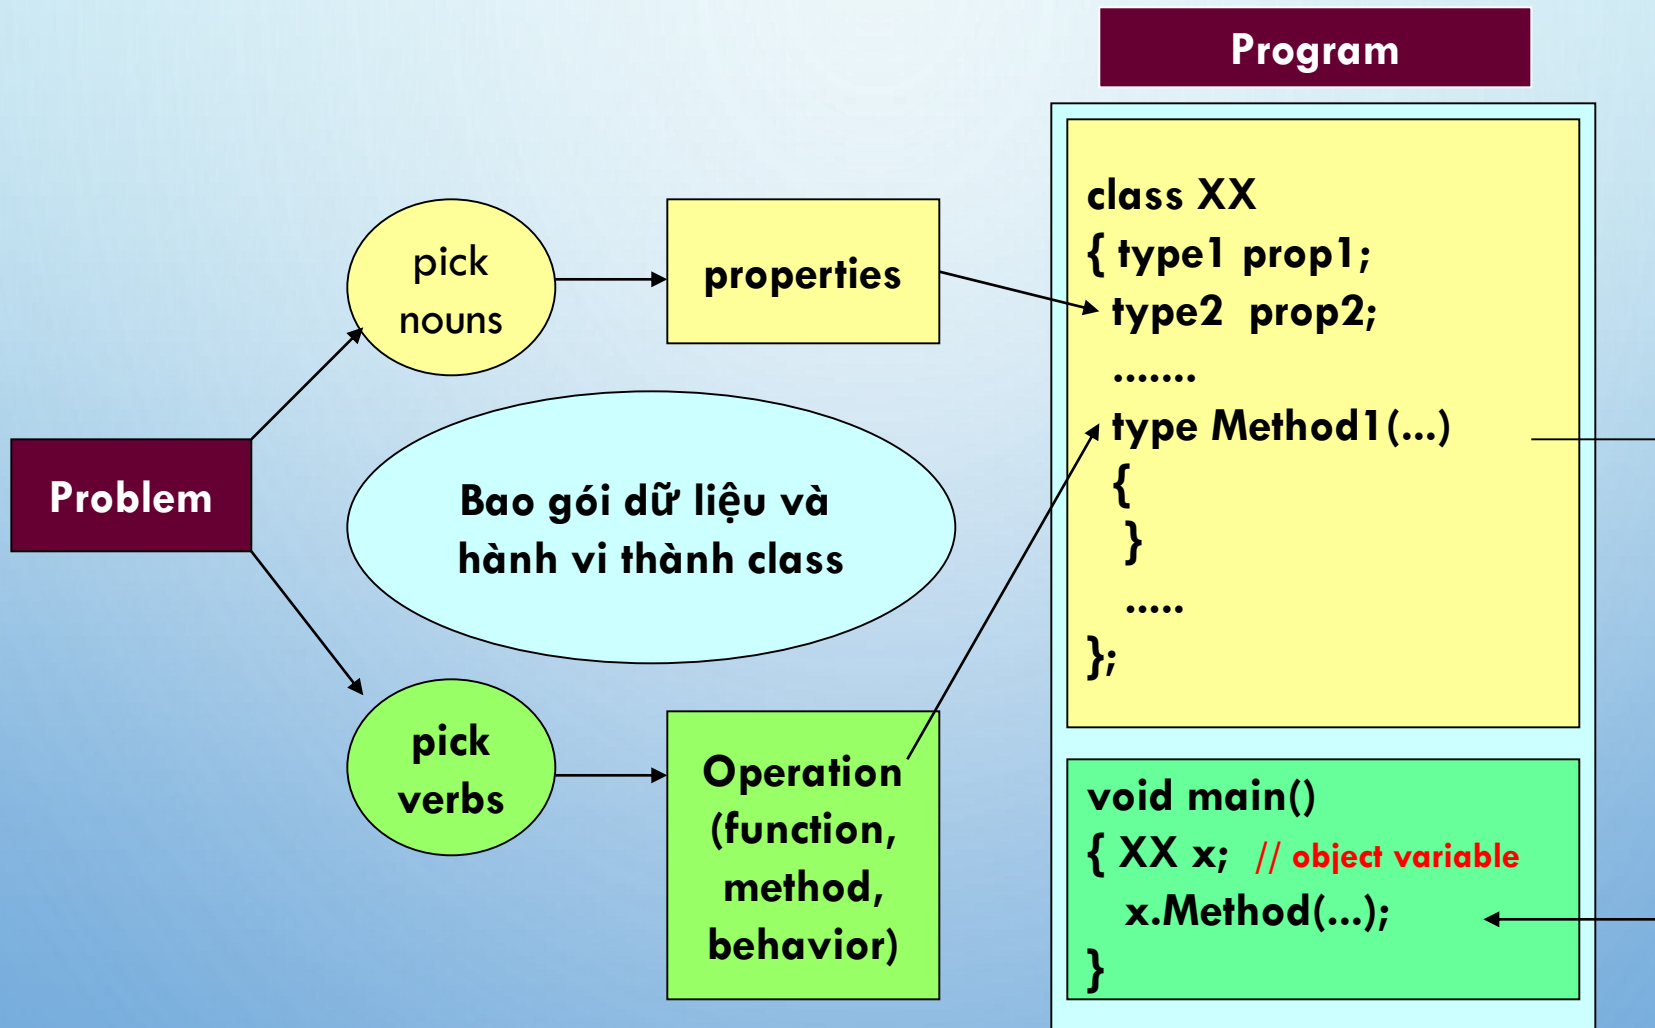 Program
Problem
pick
nouns
properties
Bao gói dữ liệu và
hành vi thành class
pick
verbs
Operation
(function,
method,
behavior)
class XX
{ type1 prop1;
type2 prop2;
.......
type Method1(...)
{
}
.....
};
void main()
{ XX x; // object variable
x.Method(...);
}